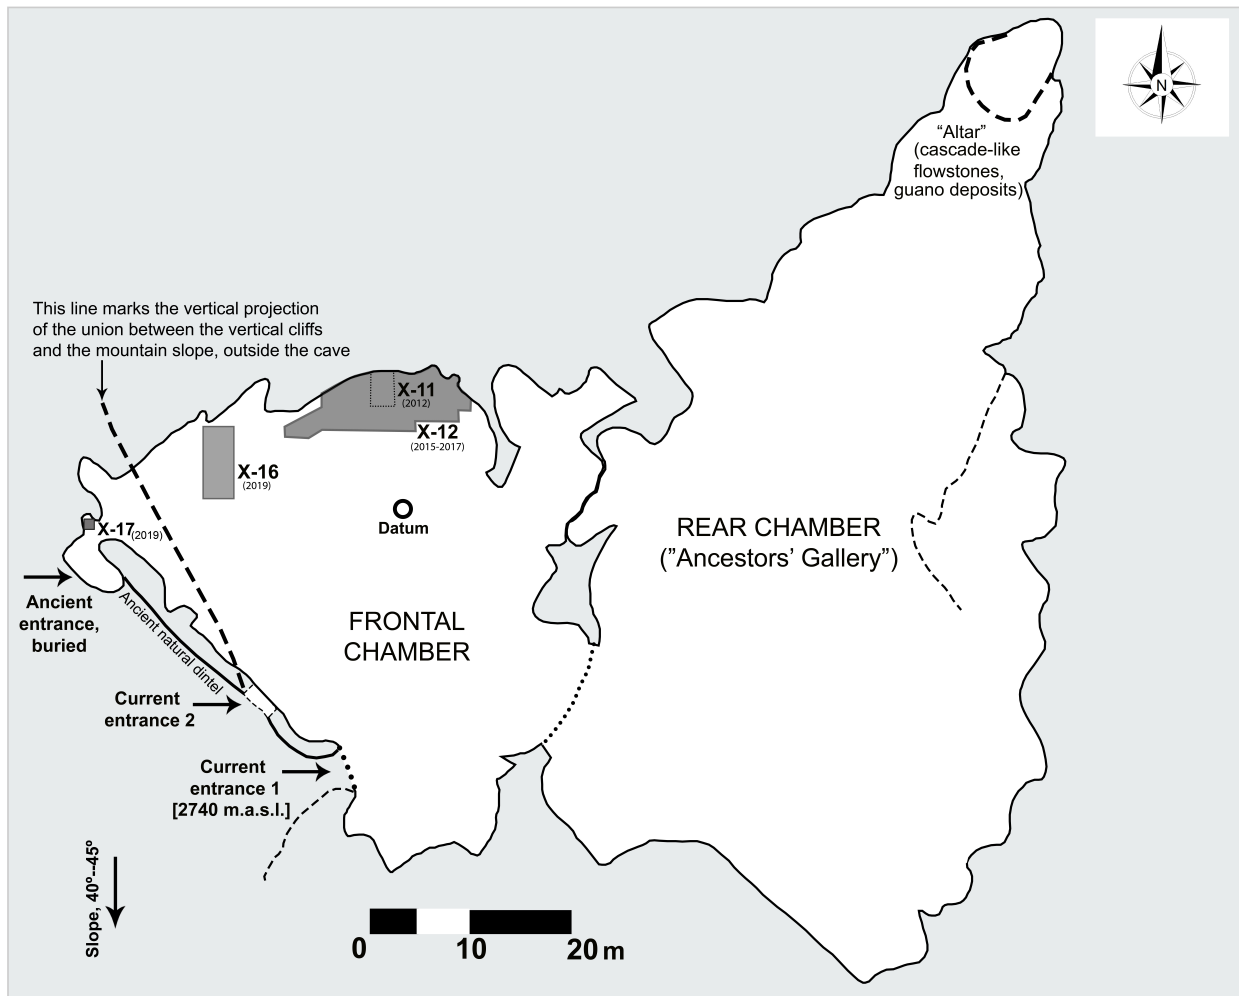 N
“Altar”
(cascade-like
flowstones,
guano deposits)
This line marks the vertical projection
of the union between the vertical cliffs
and the mountain slope, outside the cave
X-11
(2012)
X-12
(2015-2017)
X-16
(2019)
Datum
X-17 (2019)
REAR CHAMBER
(”Ancestors’ Gallery”)
Ancient
entrance,
buried
Ancient natural dintel
FRONTAL
CHAMBER
Current
entrance 2
Current
entrance 1
[2740 m.a.s.l.]
Slope, 40º--45º
0 10 20 m